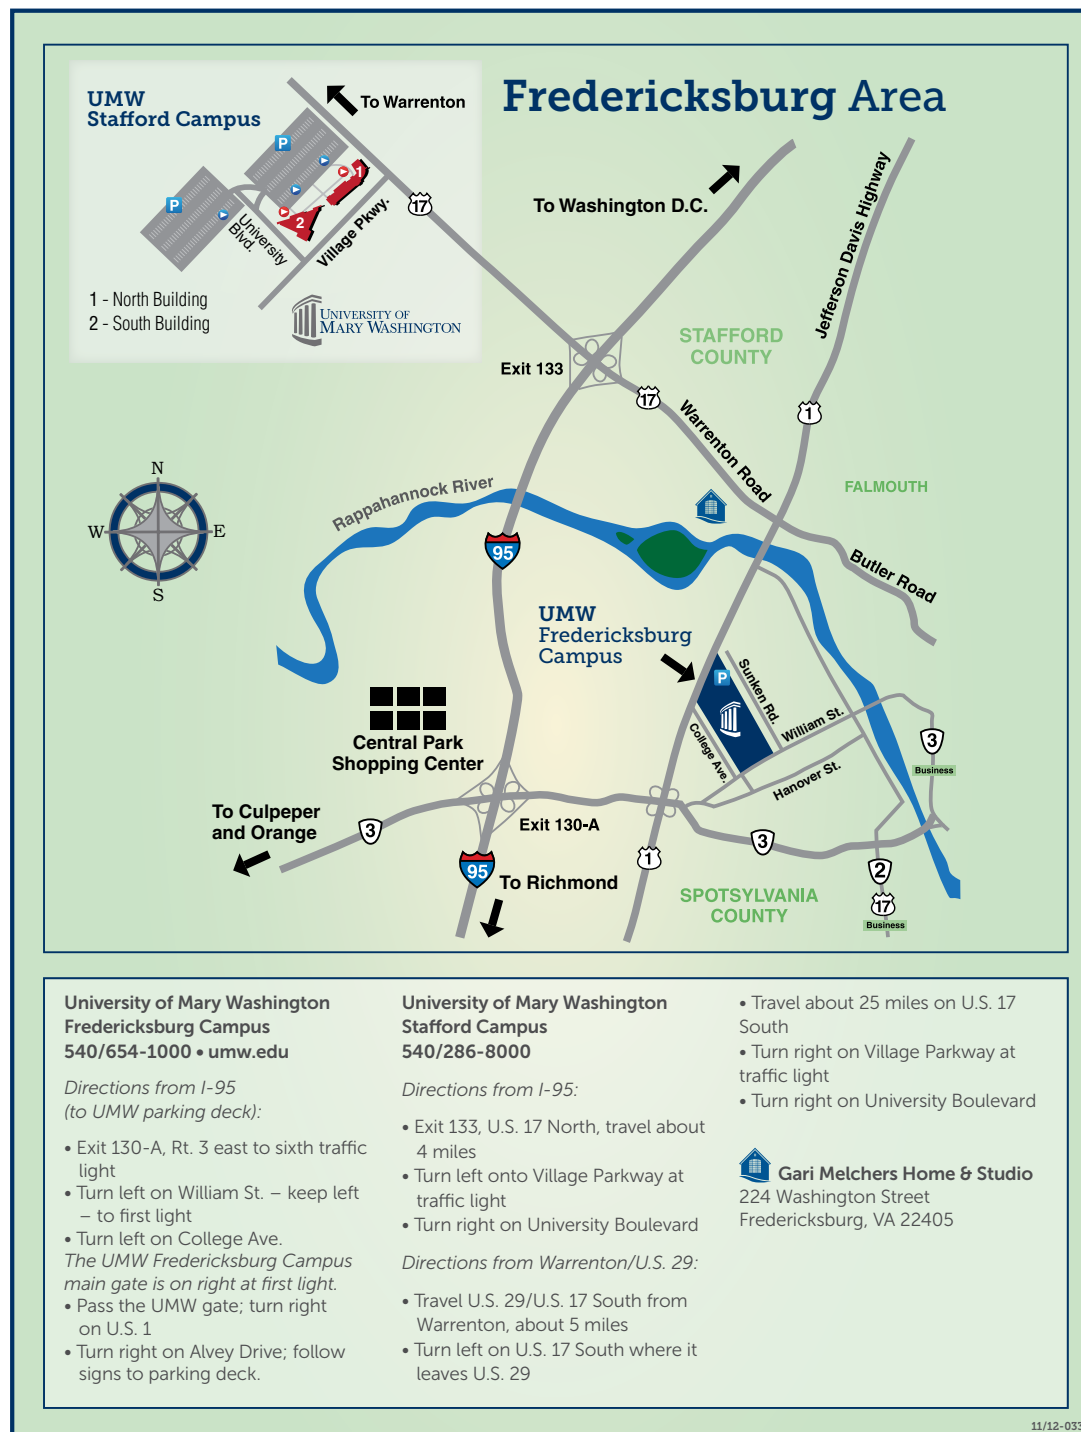 Fredericksburg Area
UMW
Stafford Campus
To Warrenton
P
P
1
2
University
Blvd.
Village Pkwy.
17
1 - North Building
2 - South Building
UNIVERSITY OF
MARY WASHINGTON
To Washington D.C.
Jefferson Davis Highway
STAFFORD
COUNTY
Exit 133
17
Warrenton Road
1
FALMOUTH
N
W
E
S
Rappahannock River
95
Butler Road
UMW
Fredericksburg
Campus
P
Sunken Rd.
College Ave.
William St.
Hanover St.
3
Business
Central Park
Shopping Center
To Culpeper
and Orange
3
Exit 130-A
3
95
To Richmond
1
2
17
Business
SPOTSYLVANIA
COUNTY
University of Mary Washington
Fredericksburg Campus
540/654-1000 • umw.edu
Directions from I-95
(to UMW parking deck):
• Exit 130-A, Rt. 3 east to sixth traffic
light
• Turn left on William St. – keep left
– to first light
• Turn left on College Ave.
The UMW Fredericksburg Campus
main gate is on right at first light.
• Pass the UMW gate; turn right
on U.S. 1
• Turn right on Alvey Drive; follow
signs to parking deck.
University of Mary Washington
Stafford Campus
540/286-8000
Directions from I-95:
• Exit 133, U.S. 17 North, travel about
4 miles
• Turn left onto Village Parkway at
traffic light
• Turn right on University Boulevard
Directions from Warrenton/U.S. 29:
• Travel U.S. 29/U.S. 17 South from
Warrenton, about 5 miles
• Turn left on U.S. 17 South where it
leaves U.S. 29
• Travel about 25 miles on U.S. 17
South
• Turn right on Village Parkway at
traffic light
• Turn right on University Boulevard
Gari Melchers Home & Studio
224 Washington Street
Fredericksburg, VA 22405
11/12-033